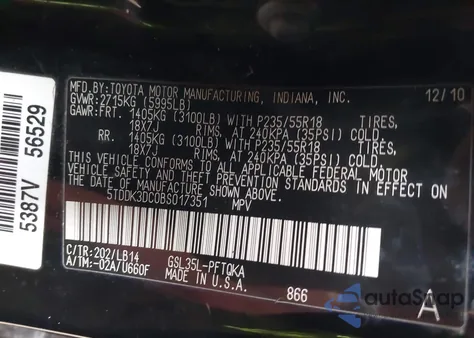 MFD.BY:TOYOTA MOTOR MANUFACTURING, INDIANA, INC. 12/10
GVWR:2715KG (5995LB)
GAWR:FRT. 1405KG (3100LB) WITH P235/55R18 TIRES,
18X7J RIMS, AT 240KPA (35PSI) COLD,
RR. 1405KG (3100LB) WITH P235/55R18 TIRES,
18X7J RIMS, AT 240KPA (35PSI) COLD.
THIS VEHICLE CONFORMS TO ALL APPLICABLE FEDERAL MOTOR
VEHICLE SAFETY AND THEFT PREVENTION STANDARDS IN EFFECT
ON THE DATE OF MANUFACTURE SHOWN ABOVE.
5TDDK3DC0BS017351 MPV
C/TR:202/LB14 GSL35L-PFTQKA
A/TM:-02A/U660F MADE IN U.S.A. 866 A
5387V 56529
autoSnap